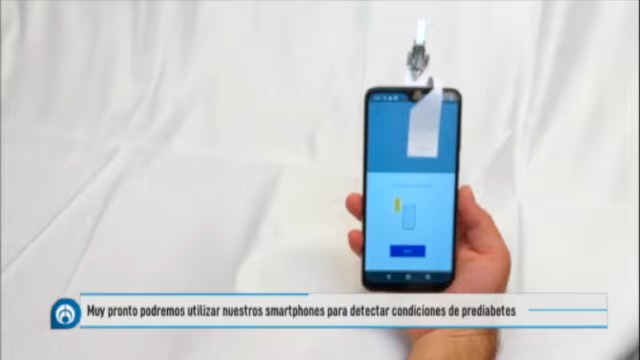 Muy pronto podremos utilizar nuestros smartphones para detectar condiciones de prediabetes